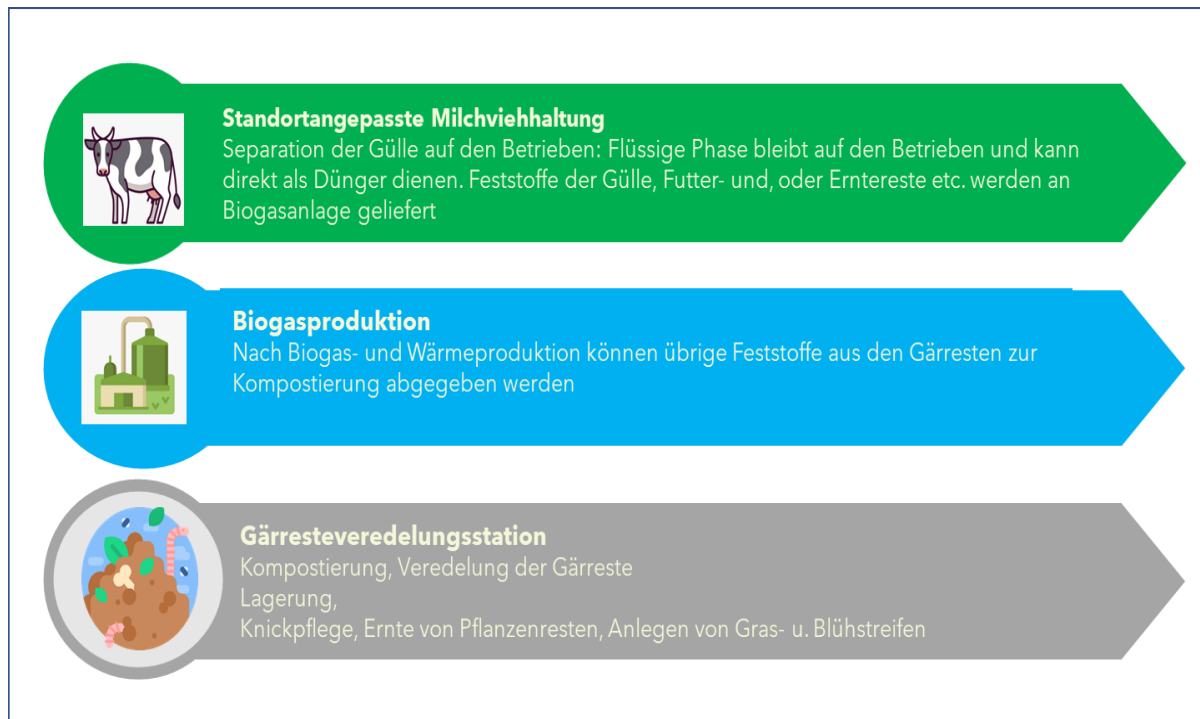 Standortangepasste Milchviehhaltung
Separation der Gülle auf den Betrieben: Flüssige Phase bleibt auf den Betrieben und kann
direkt als Dünger dienen. Feststoffe der Gülle, Futter- und, oder Erntereste etc. werden an
Biogasanlage geliefert
Biogasproduktion
Nach Biogas- und Wärmeproduktion können übrige Feststoffe aus den Gärresten zur
Kompostierung abgegeben werden
Gärresteveredelungsstation
Kompostierung, Veredelung der Gärreste
Lagerung,
Knickpflege, Ernte von Pflanzenresten, Anlegen von Gras- u. Blühstreifen